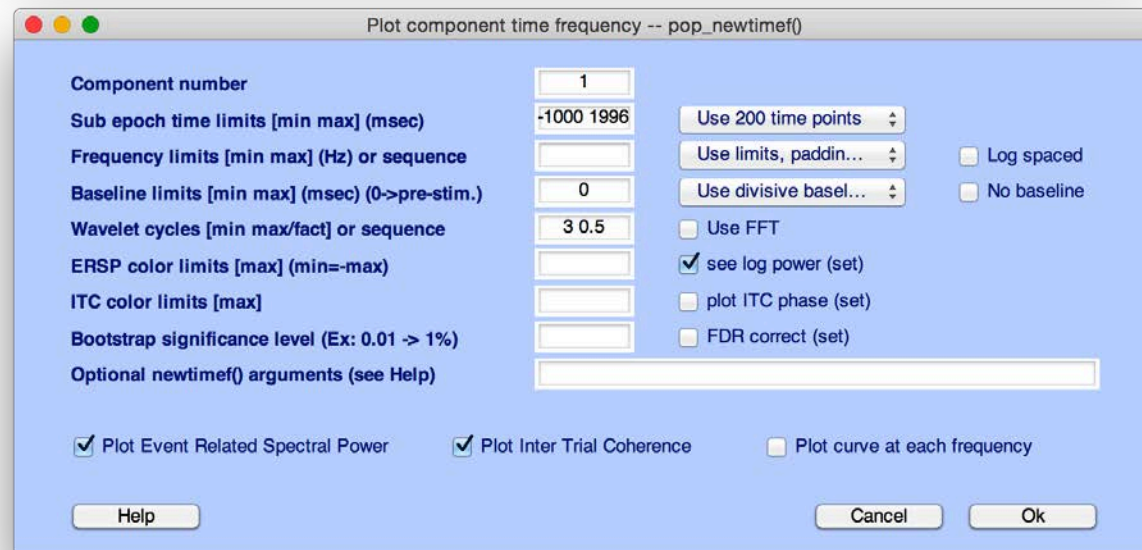 Plot component time frequency -- pop_newtimef()
Component number 1
Sub epoch time limits [min max] (msec) -1000 1996 Use 200 time points
Frequency limits [min max] (Hz) or sequence Use limits, paddin... Log spaced
Baseline limits [min max] (msec) (0->pre-stim.) 0 Use divisive basel... No baseline
Wavelet cycles [min max/fact] or sequence 3 0.5 Use FFT
ERSP color limits [max] (min=-max) see log power (set)
ITC color limits [max] plot ITC phase (set)
Bootstrap significance level (Ex: 0.01 -> 1%) FDR correct (set)
Optional newtimef() arguments (see Help)
Plot Event Related Spectral Power Plot Inter Trial Coherence Plot curve at each frequency
Help Cancel Ok